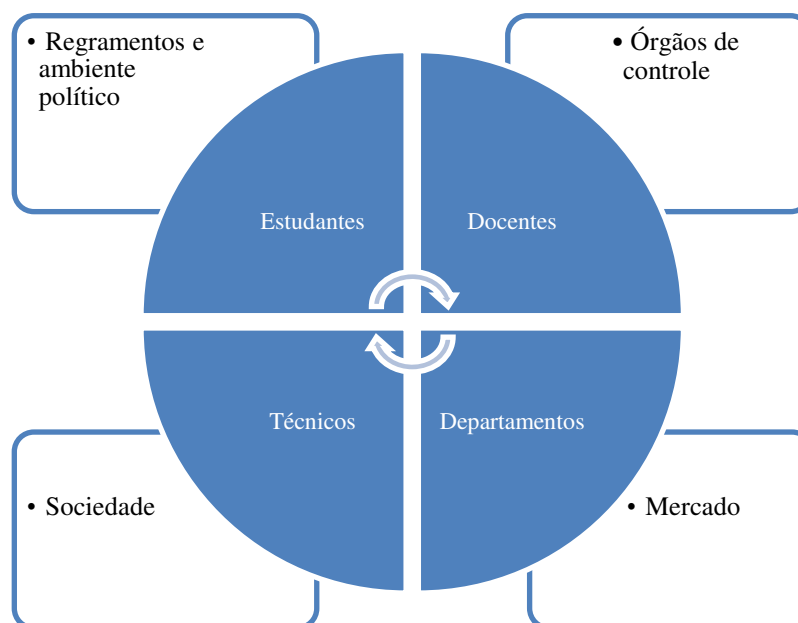 • Regramentos e
ambiente
político
• Órgãos de
controle
Estudantes
Docentes
Técnicos
Departamentos
• Sociedade
• Mercado